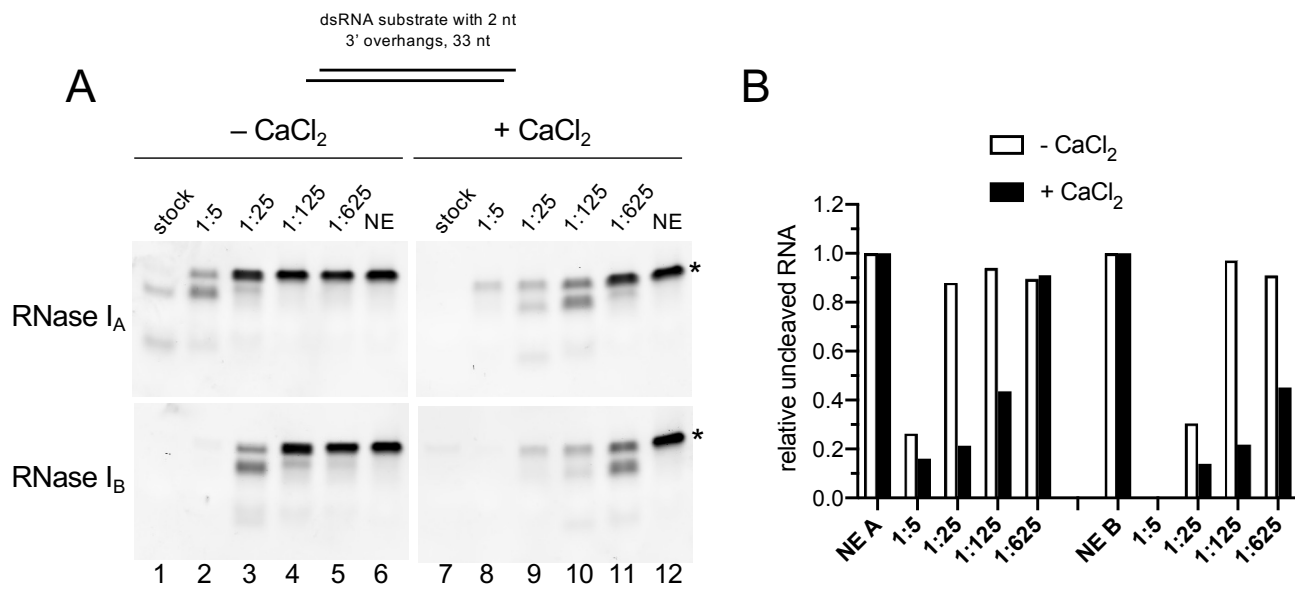 dsRNA substrate with 2 nt
3’ overhangs, 33 nt
A
– CaCl2
+ CaCl2
stock 1:5 1:25 1:125 1:625 NE
stock 1:5 1:25 1:125 1:625 NE
RNase IA
*
RNase IB
*
1 2 3 4 5 6 7 8 9 10 11 12
B
- CaCl2
+ CaCl2
relative uncleaved RNA
1.2
1.0
0.8
0.6
0.4
0.2
0.0
NE A 1:5 1:25 1:125 1:625 NE B 1:5 1:25 1:125 1:625